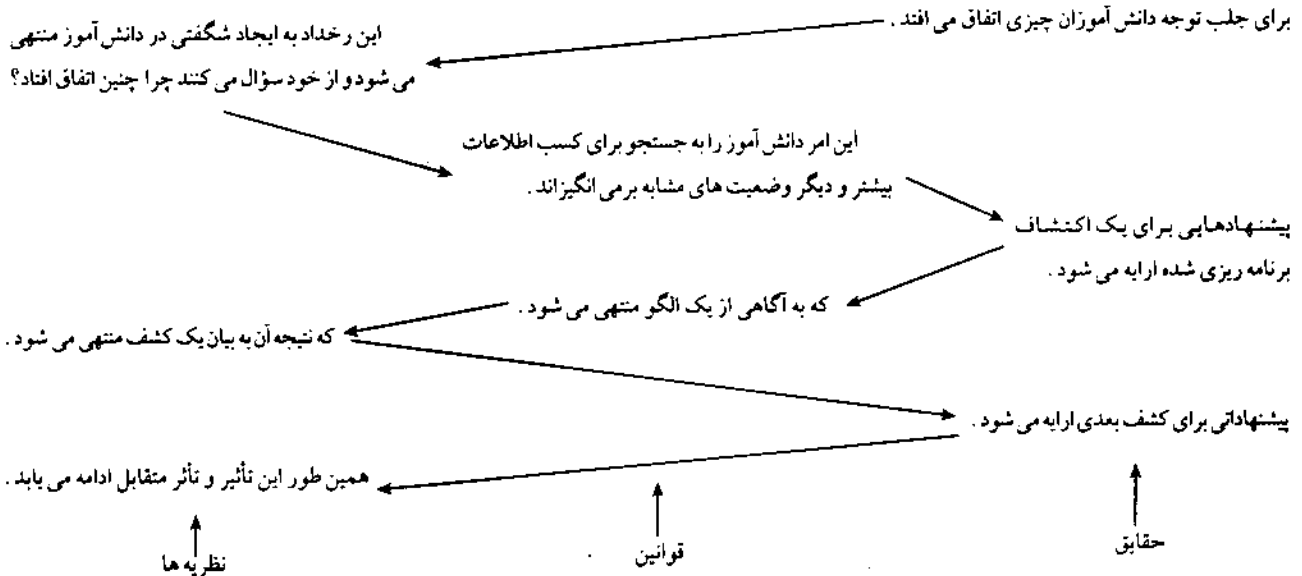 برای جلب توجه دانش آموزان چیزی اتفاق می افتد .
این رخداد به ایجاد شگفتی در دانش آموز منتهی
می شود و از خود سؤال می کنند چرا چنین اتفاق افتاد؟
این امر دانش آموز را به جستجو برای کسب اطلاعات
بیشتر و دیگر وضعیت های مشابه برمی انگیزاند .
پیشنهادهایی برای یک اکتشاف
برنامه ریزی شده ارایه می شود .
که به آگاهی از یک الگو منتهی می شود .
که نتیجه آن به بیان یک کشف منتهی می شود .
پیشنهاداتی برای کشف بعدی ارایه می شود .
همین طور این تأثیر و تأثر متقابل ادامه می یابد .
حقایق
قوانین
نظریه ها